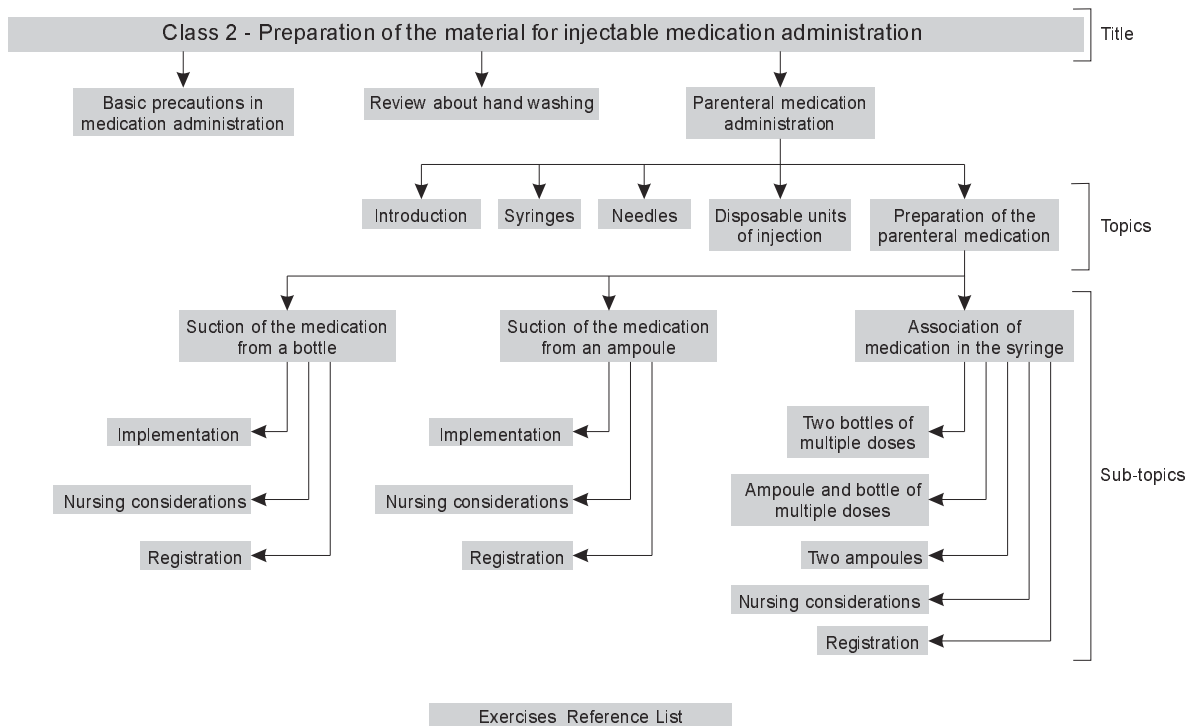 Class 2 - Preparation of the material for injectable medication administration
Title
Basic precautions in
medication administration
Review about hand washing
Parenteral medication
administration
Introduction
Syringes
Needles
Disposable units
of injection
Preparation of the
parenteral medication
Topics
Suction of the medication
from a bottle
Suction of the medication
from an ampoule
Association of
medication in the syringe
Implementation
Nursing considerations
Registration
Implementation
Nursing considerations
Registration
Two bottles of
multiple doses
Ampoule and bottle of
multiple doses
Two ampoules
Nursing considerations
Registration
Sub-topics
Exercises Reference List